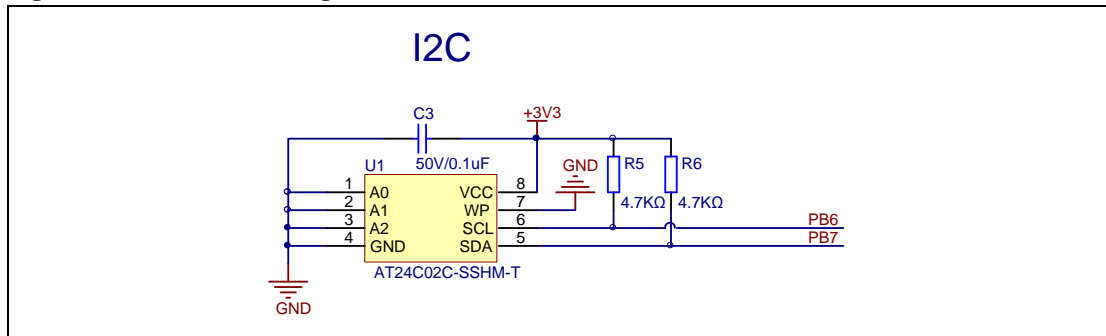 I2C
C3
+3V3
50V/0.1uF
U1
GND
R5
R6
1
A0
VCC
8
2
A1
WP
7
4.7KΩ
4.7KΩ
3
A2
SCL
6
PB6
4
GND
SDA
5
PB7
AT24C02C-SSHM-T
GND